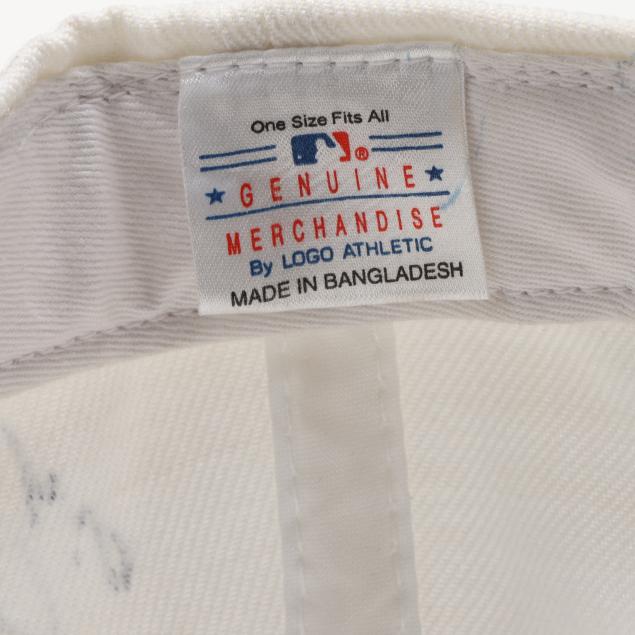 One Size Fits All
®
GENUINE
MERCHANDISE
By LOGO ATHLETIC
MADE IN BANGLADESH